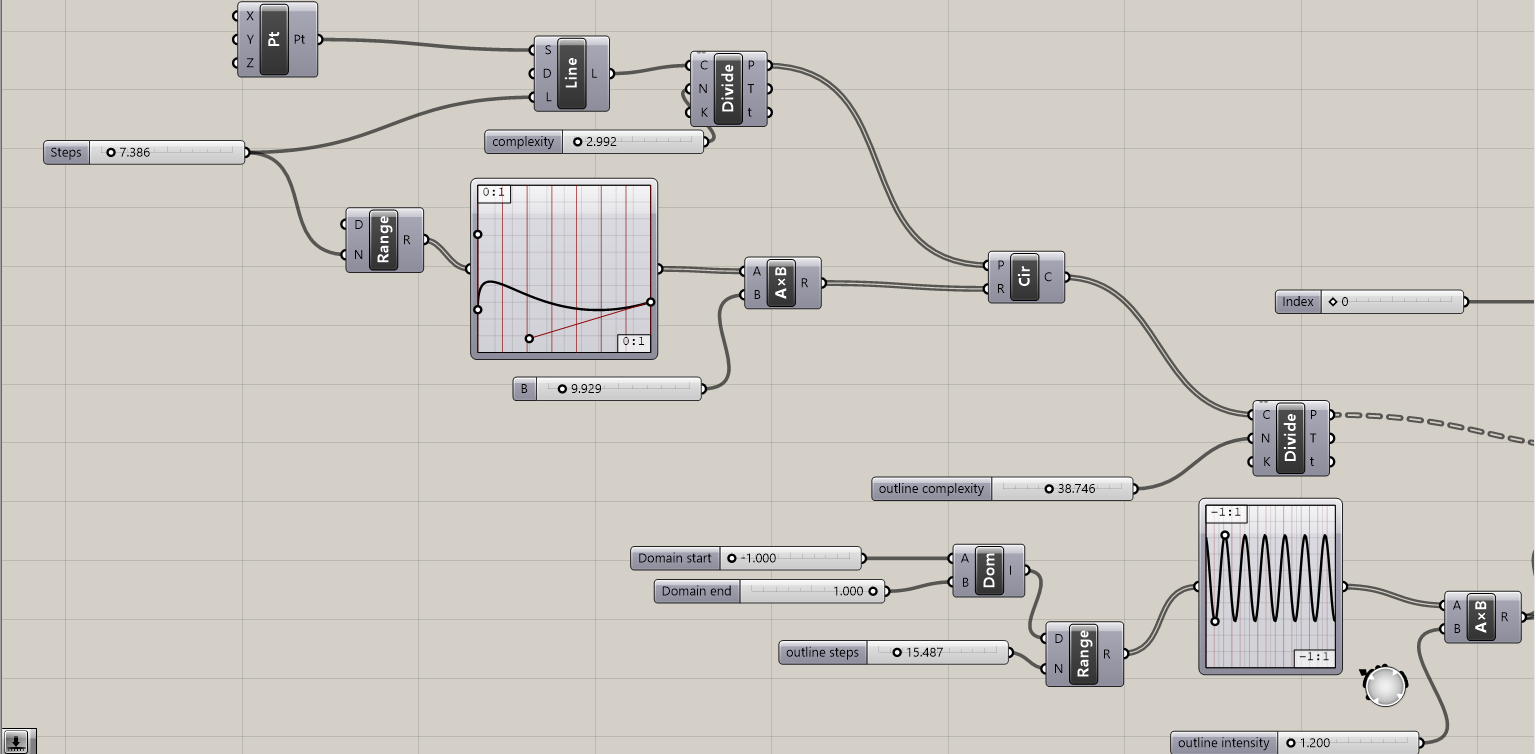 X
Y Pt Pt
Z
S
D Line L
L
C P
N Divide T
K t
Steps 7.386
complexity 2.992
0:1
0:1
D Range R
N
A A×B R
B
B 9.929
P Cir C
R
Index 0
C P
N Divide T
K t
outline complexity 38.746
-1:1
-1:1
Domain start -1.000
Domain end 1.000
A Dom I
B
outline steps 15.487
D Range R
N
A A×B R
B
outline intensity 1.200